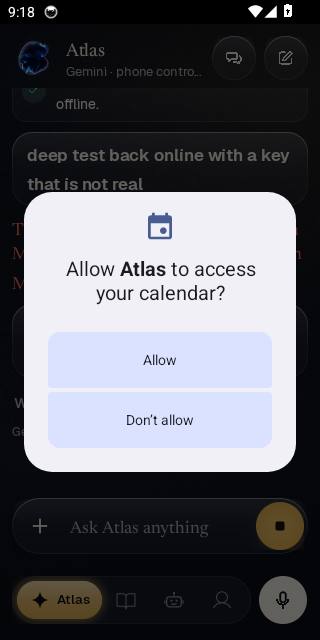 9:18
Atlas
Gemini · phone contro...
offline.
deep test back online with a key
that is not real
Allow Atlas to access
your calendar?
Allow
Don't allow
Ask Atlas anything
Atlas